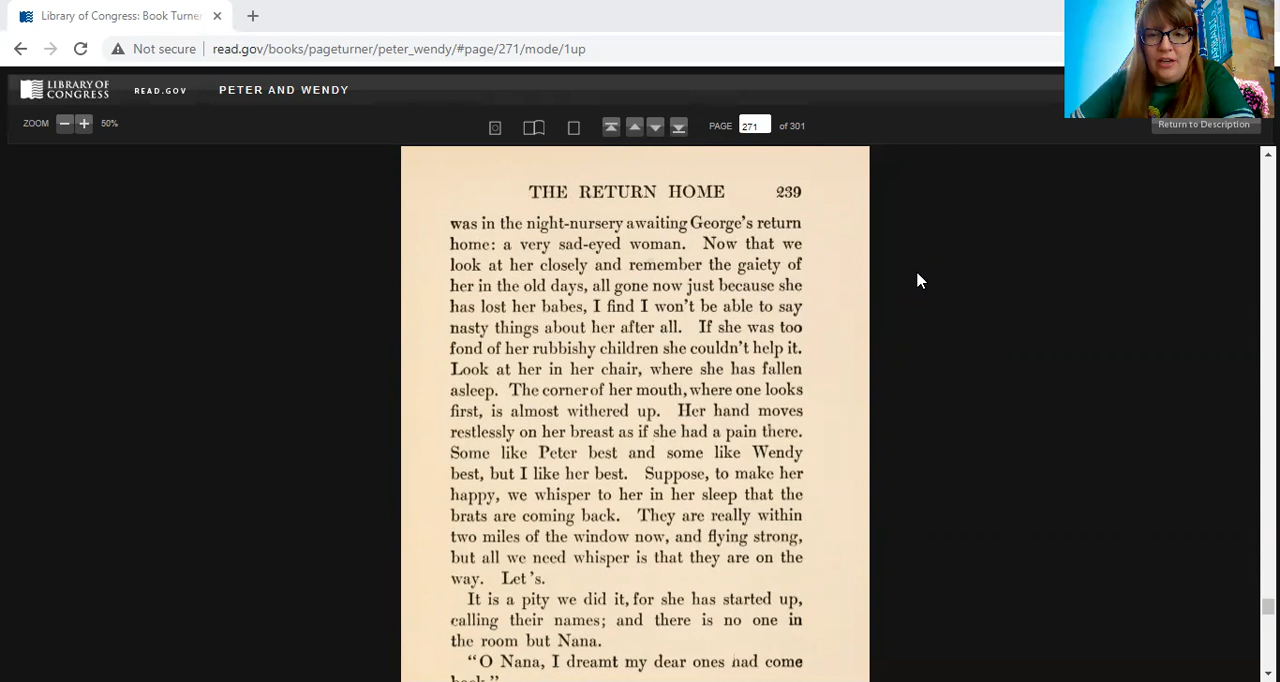 Library of Congress: Book Turner
Not secure
read.gov/books/pageturner/peter_wendy/#page/271/mode/1up
LIBRARY OF
CONGRESS
READ.GOV
PETER AND WENDY
ZOOM
50%
PAGE
271
of 301
Return to Description
THE RETURN HOME
239
was in the night-nursery awaiting George's return
home: a very sad-eyed woman. Now that we
look at her closely and remember the gaiety of
her in the old days, all gone now just because she
has lost her babes, I find I won't be able to say
nasty things about her after all. If she was too
fond of her rubbishy children she couldn't help it.
Look at her in her chair, where she has fallen
asleep. The corner of her mouth, where one looks
first, is almost withered up. Her hand moves
restlessly on her breast as if she had a pain there.
Some like Peter best and some like Wendy
best, but I like her best. Suppose, to make her
happy, we whisper to her in her sleep that the
brats are coming back. They are really within
two miles of the window now, and flying strong,
but all we need whisper is that they are on the
way. Let's.
It is a pity we did it, for she has started up,
calling their names; and there is no one in
the room but Nana.
"O Nana, I dreamt my dear ones had come